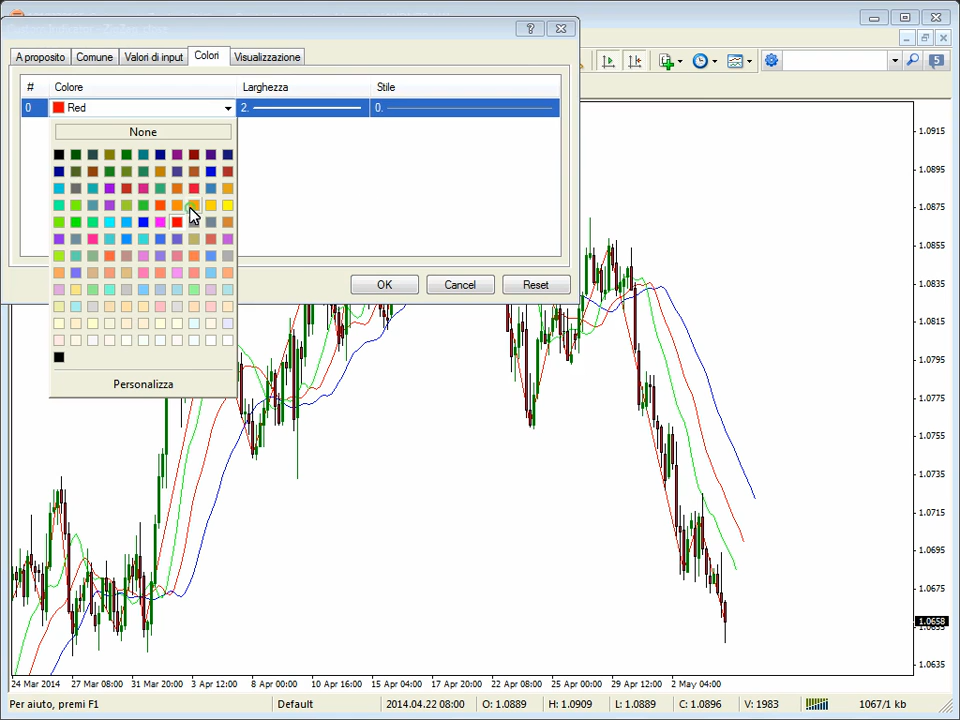 A proposito Comune Valori di input Colori Visualizzazione
# Colore Larghezza Stile
0 Red 2. 0.
None
Personalizza
OK Cancel Reset
5
1.0915
1.0895
1.0875
1.0855
1.0835
1.0815
1.0795
1.0775
1.0755
1.0735
1.0715
1.0695
1.0675
1.0658
1.0635
24 Mar 2014 27 Mar 08:00 31 Mar 20:00 3 Apr 12:00 8 Apr 00:00 10 Apr 16:00 15 Apr 04:00 17 Apr 20:00 22 Apr 08:00 25 Apr 00:00 29 Apr 12:00 2 May 04:00
Per aiuto, premi F1 Default 2014.04.22 08:00 O: 1.0889 H: 1.0909 L: 1.0889 C: 1.0896 V: 1983 1067/1 kb